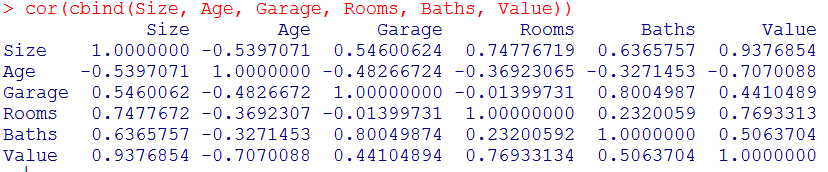 > cor(cbind(Size, Age, Garage, Rooms, Baths, Value))
Size Age Garage Rooms Baths Value
Size 1.0000000 -0.5397071 0.54600624 0.74776719 0.6365757 0.9376854
Age -0.5397071 1.0000000 -0.48266724 -0.36923065 -0.3271453 -0.7070088
Garage 0.5460062 -0.4826672 1.00000000 -0.01399731 0.8004987 0.4410489
Rooms 0.7477672 -0.3692307 -0.01399731 1.00000000 0.2320059 0.7693313
Baths 0.6365757 -0.3271453 0.80049874 0.23200592 1.0000000 0.5063704
Value 0.9376854 -0.7070088 0.44104894 0.76933134 0.5063704 1.0000000